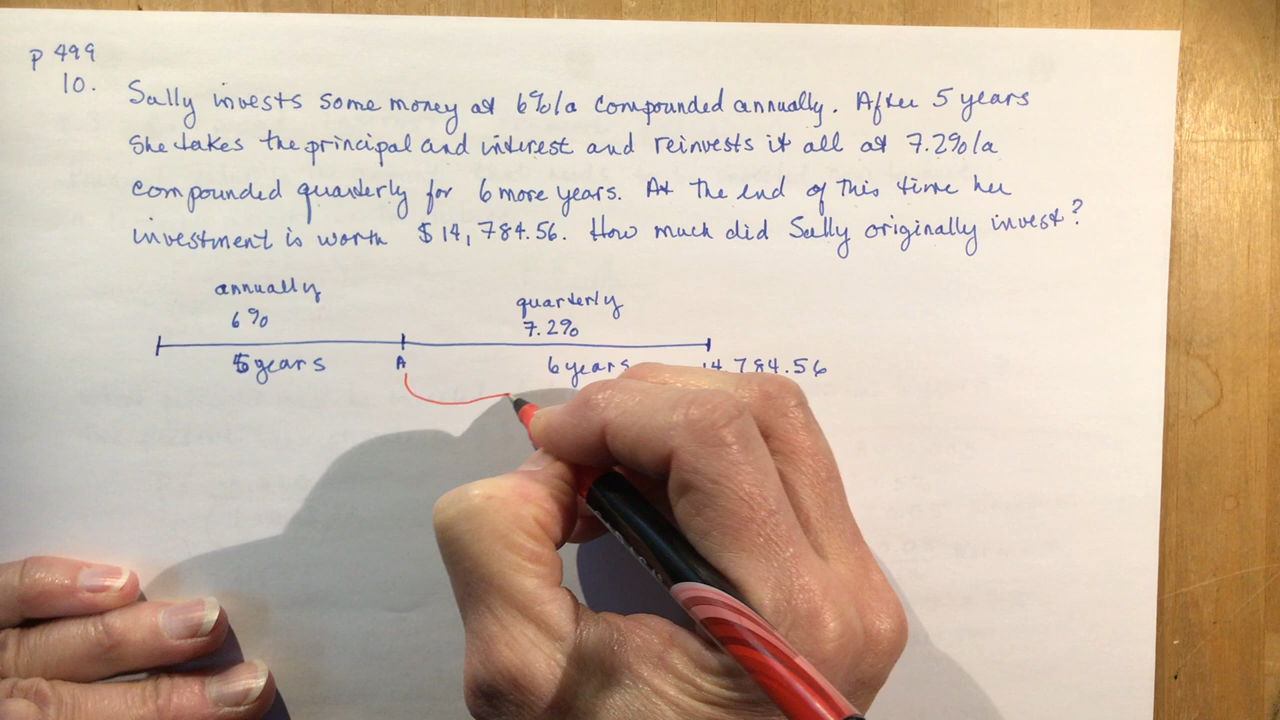 p 499
10. Sally invests some money at 6%/a compounded annually. After 5 years
she takes the principal and interest and reinvests it all at 7.2%/a
compounded quarterly for 6 more years. At the end of this time her
investment is worth $14,784.56. How much did Sally originally invest?
annually
quarterly
6%
7.2%
5 years A 6 years 14 784.56